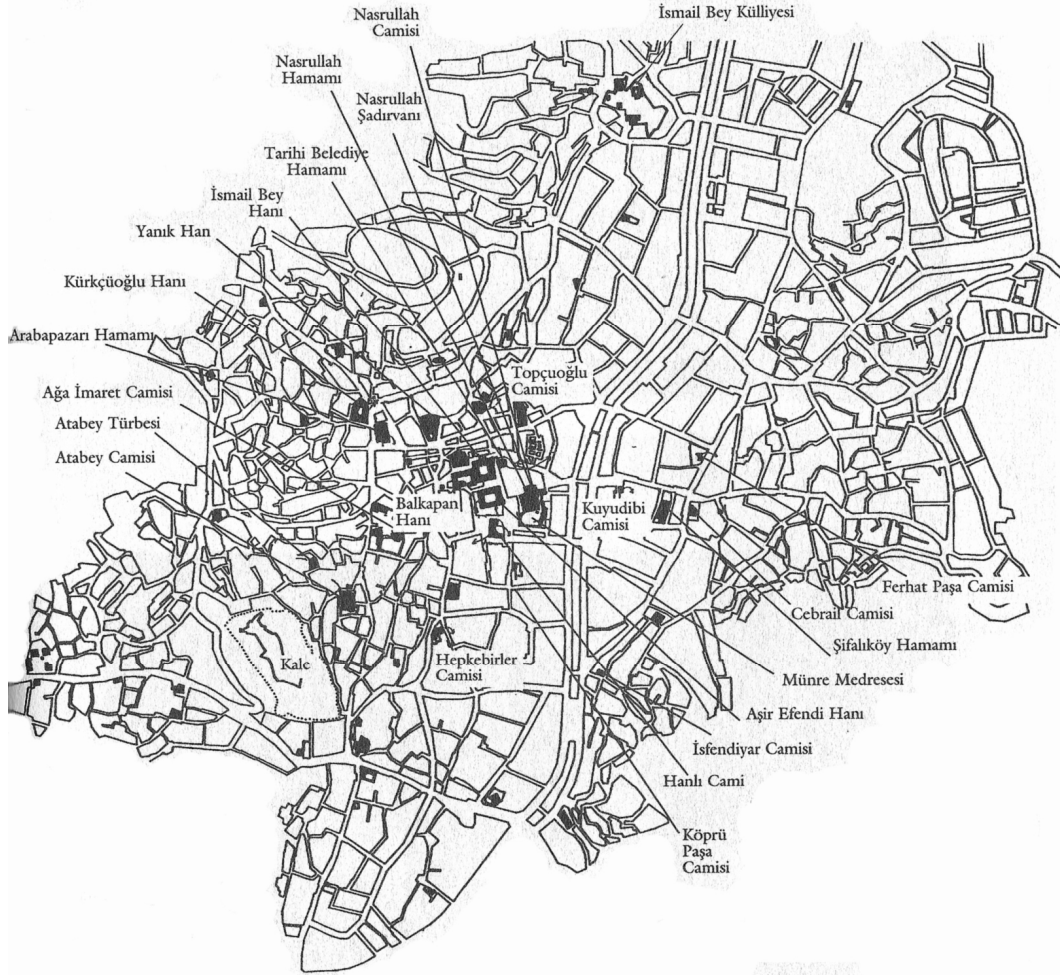 Nasrullah
Camisi
İsmail Bey Külliyesi
Nasrullah
Hamamı
Nasrullah
Şadırvanı
Tarihi Belediye
Hamamı
İsmail Bey
Hanı
Yanık Han
Kürkçüoğlu Hanı
Arabapazarı Hamamı
Ağa İmaret Camisi
Atabey Türbesi
Atabey Camisi
Topçuoğlu
Camisi
Balkapan
Hanı
Kuyudibi
Camisi
Kale
Hepkebirler
Camisi
Ferhat Paşa Camisi
Cebrail Camisi
Şifalıköy Hamamı
Münre Medresesi
Aşir Efendi Hanı
İsfendiyar Camisi
Hanlı Cami
Köprü
Paşa
Camisi